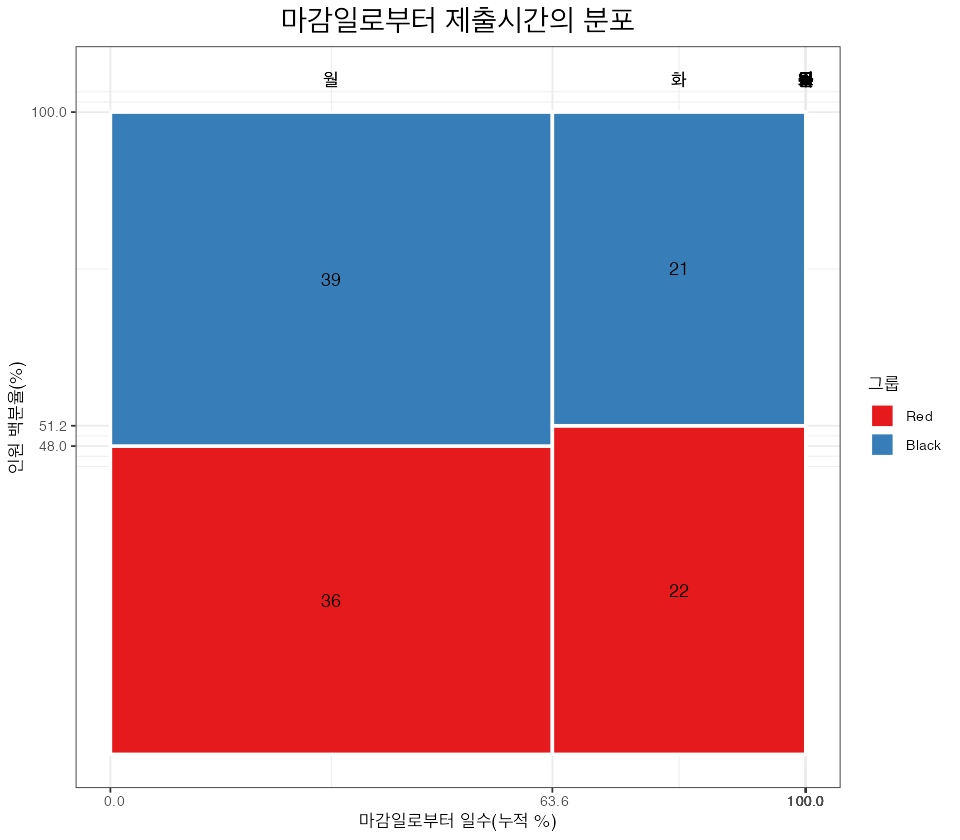 마감일로부터 제출시간의 분포
월 화
100.0
39 21
51.2
48.0
36 22
인원 백분율(%)
0.0 63.6 100.0
마감일로부터 일수(누적 %)
그룹
Red
Black